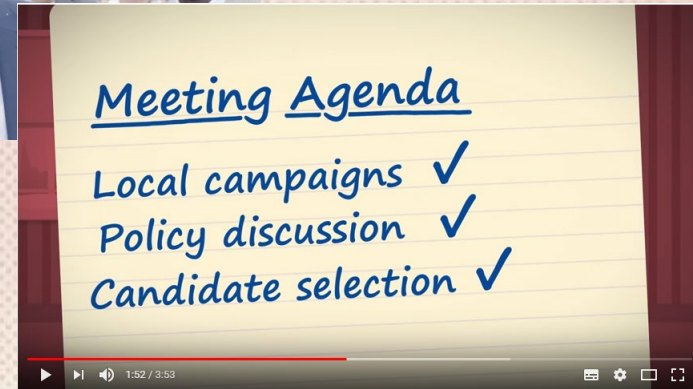 Meeting Agenda
Local campaigns ✓
Policy discussion ✓
Candidate selection ✓
1:52 / 3:53